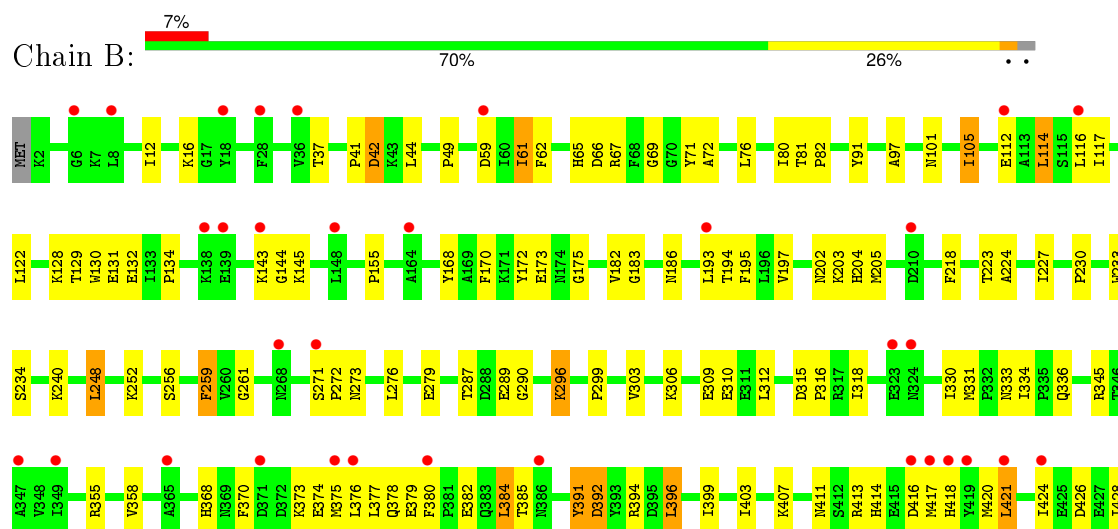 7%
Chain B:
70% 26% . .
MET K2 G6 K7 L8 I12 K16 G17 Y18 F28 V36 T37 P41 D42 K43 L44 P49 D59 I60 I61 F62 H65 D66 R67 F68 G69 G70 Y71 A72 L76 I80 T81 P82 Y91 A97 N101 I105 E112 A113 L114 S115 L116 I117
L122 K128 T129 W130 E131 E132 I133 P134 K138 E139 K143 G144 K145 L148 P155 A164 Y168 A169 F170 K171 Y172 E173 N174 G175 V182 G183 N186 L193 T194 F195 L196 V197 N202 K203 H204 M205 D210 F218 T223 A224 I227 P230 W233
S234 K240 L248 K252 S256 F259 V260 G261 N268 S271 P272 N273 L276 E279 T287 D288 E289 G290 K296 P299 V303 K306 E309 E310 E311 L312 D315 P316 R317 I318 E323 N324 I330 M331 P332 N333 I334 P335 Q336 R345 T346
A347 V348 I349 R355 V358 A365 H368 N369 F370 D371 D372 K373 E374 M375 L376 L377 Q378 E379 F380 P381 E382 Q383 L384 T385 N386 Y391 D392 Y393 R394 D395 L396 I399 I403 K407 N411 S412 R413 H414 E415 D416 M417 H418 Y419 M420 L421 I424 E425 D426 E427